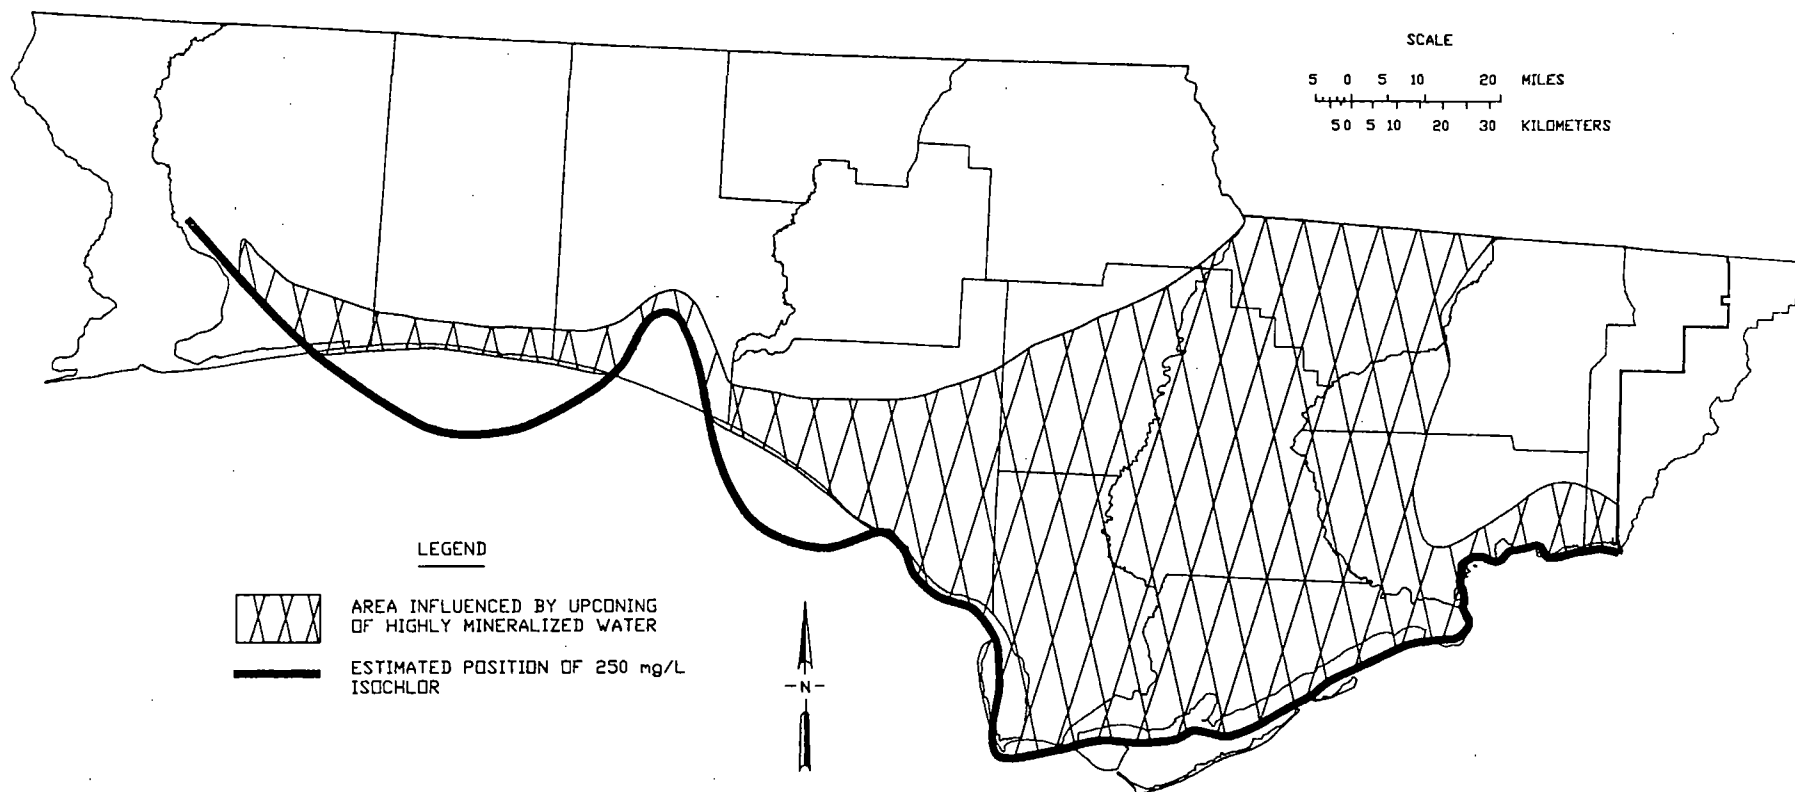 SCALE
5 0 5 10 20 MILES
5 0 5 10 20 30 KILOMETERS
LEGEND
AREA INFLUENCED BY UPCONING
OF HIGHLY MINERALIZED WATER
ESTIMATED POSITION OF 250 mg/L
ISOCHLOR
-N-